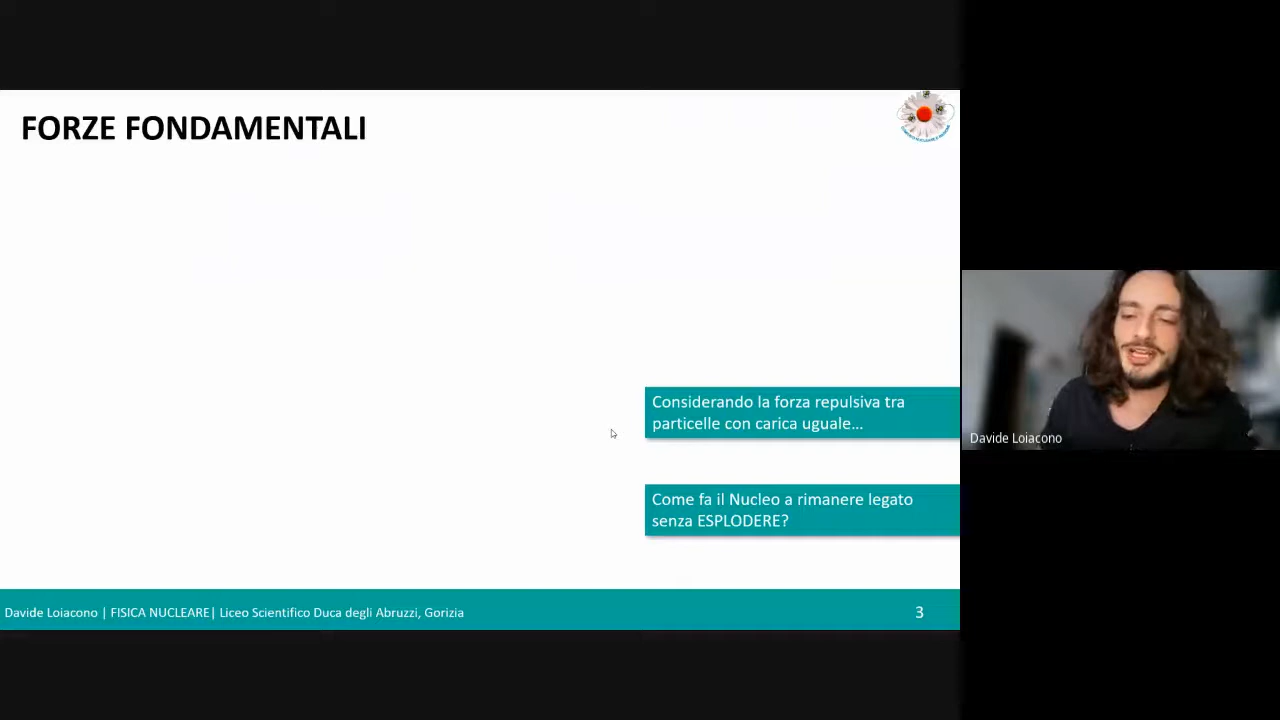 FORZE FONDAMENTALI
Considerando la forza repulsiva tra
particelle con carica uguale...
Come fa il Nucleo a rimanere legato
senza ESPLODERE?
Davide Loiacono
Davide Loiacono | FISICA NUCLEARE| Liceo Scientifico Duca degli Abruzzi, Gorizia
3